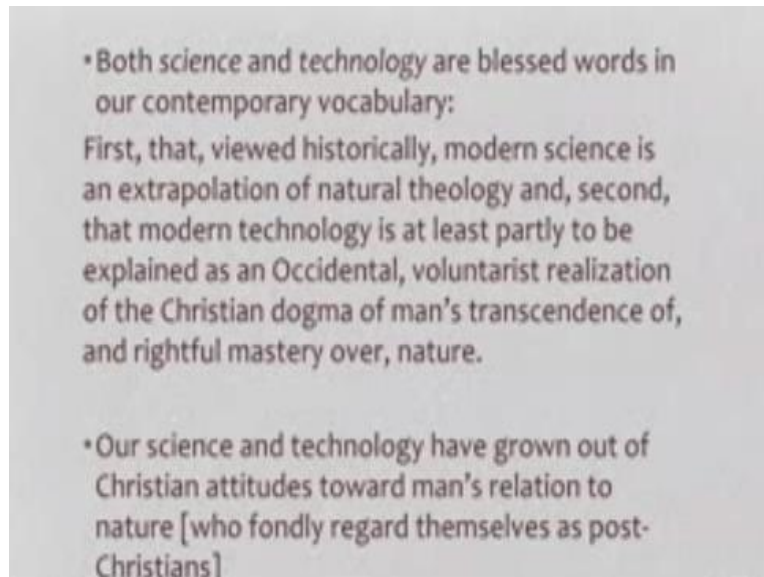 •Both science and technology are blessed words in
our contemporary vocabulary:
First, that, viewed historically, modern science is
an extrapolation of natural theology and, second,
that modern technology is at least partly to be
explained as an Occidental, voluntarist realization
of the Christian dogma of man's transcendence of,
and rightful mastery over, nature.
•Our science and technology have grown out of
Christian attitudes toward man's relation to
nature [who fondly regard themselves as post-
Christians]